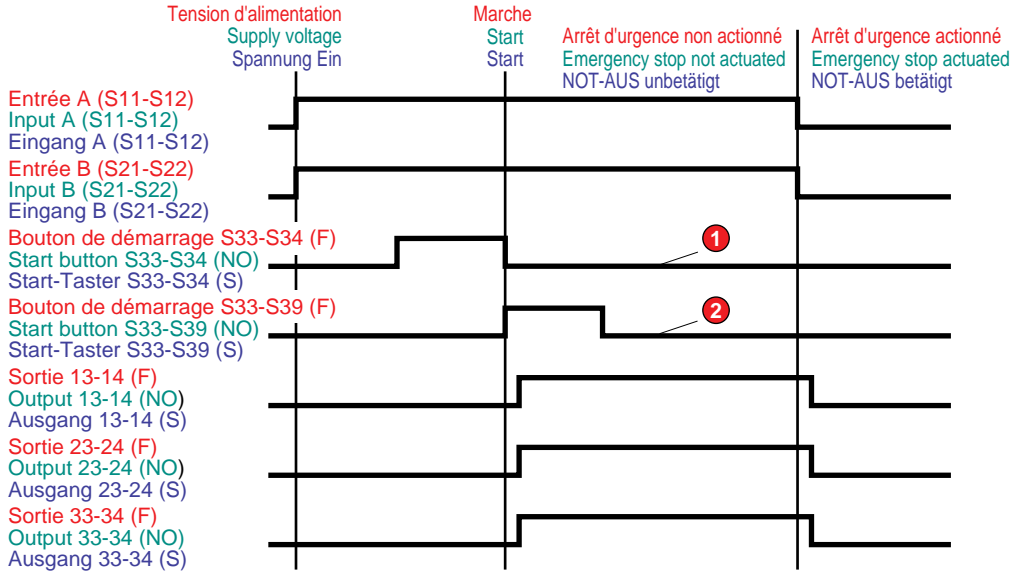 Tension d'alimentation
Supply voltage
Spannung Ein
Marche
Start
Start
Arrêt d'urgence non actionné
Emergency stop not actuated
NOT-AUS unbetätigt
Arrêt d'urgence actionné
Emergency stop actuated
NOT-AUS betätigt
Entrée A (S11-S12)
Input A (S11-S12)
Eingang A (S11-S12)
Entrée B (S21-S22)
Input B (S21-S22)
Eingang B (S21-S22)
Bouton de démarrage S33-S34 (F)
Start button S33-S34 (NO)
Start-Taster S33-S34 (S)
1
Bouton de démarrage S33-S39 (F)
Start button S33-S39 (NO)
Start-Taster S33-S39 (S)
2
Sortie 13-14 (F)
Output 13-14 (NO)
Ausgang 13-14 (S)
Sortie 23-24 (F)
Output 23-24 (NO)
Ausgang 23-24 (S)
Sortie 33-34 (F)
Output 33-34 (NO)
Ausgang 33-34 (S)